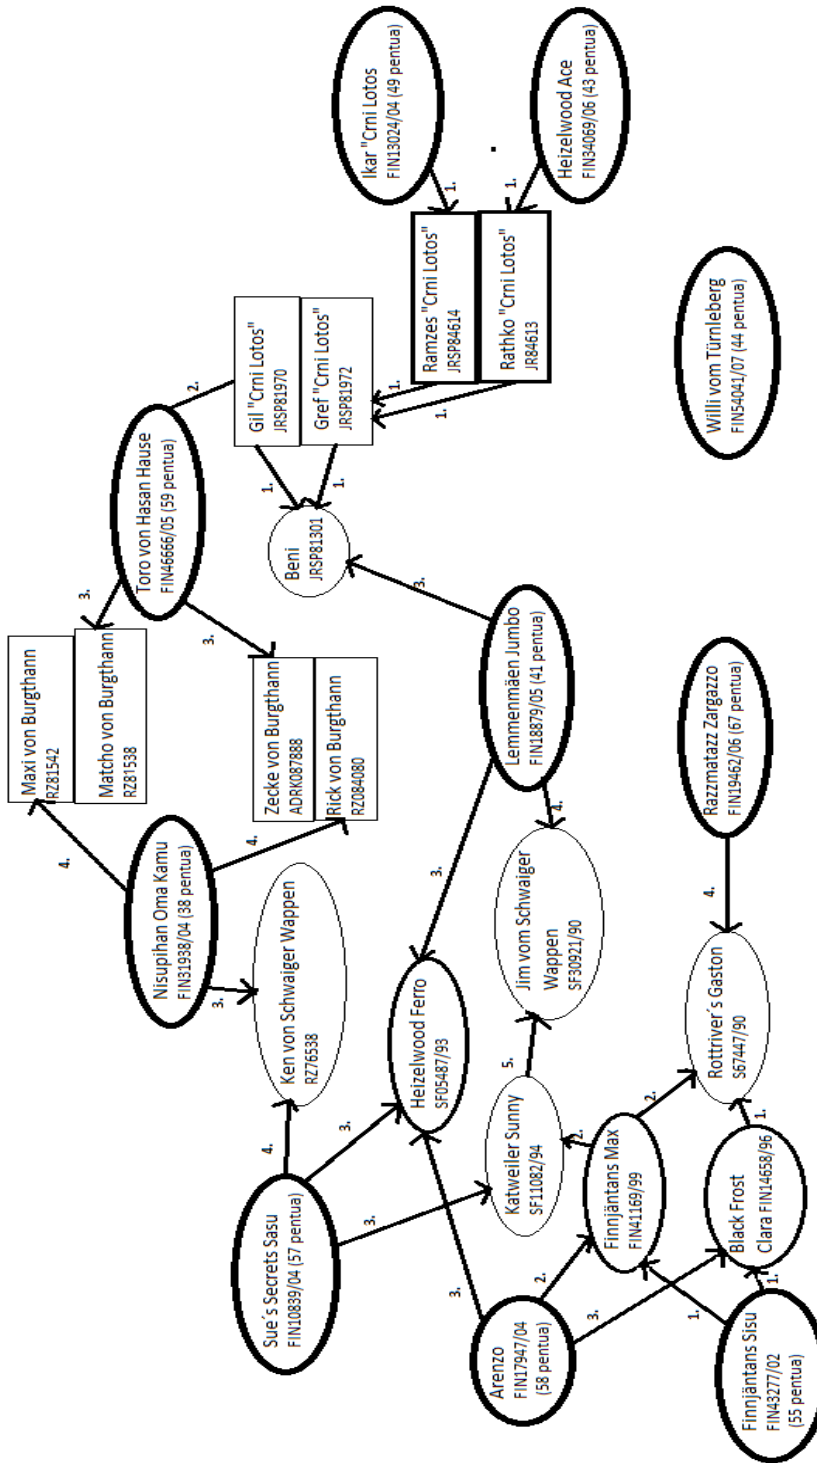 Maxi von Burgthann
RZ81542
Matcho von Burgthann
RZ81538
4.
3.
Nisupihan Oma Kamu
FIN31938/04 (38 pentua)
Toro von Hasan Hause
FIN46666/05 (59 pentua)
4.
3.
2.
Zecke von Burgthann
ADRK087888
Rick von Burgthann
RZ084080
3.
Gil "Crni Lotos"
JRSP81970
Gref "Crni Lotos"
JRSP81972
1.
1.
Sue´s Secrets Sasu
FIN10839/04 (57 pentua)
4.
Ken von Schwaiger Wappen
RZ76538
Beni
JRSP81301
Ikar "Crni Lotos
FIN13024/04 (49 pentua)
3.
3.
3.
1.
1.
1.
Ramzes "Crni Lotos"
JRSP84614
Rathko "Crni Lotos"
JR84613
1.
Heizelwood Ace
FIN34069/06 (43 pentua)
Heizelwood Ferro
SF05487/93
3.
3.
Arenzo
FIN17947/04
(58 pentua)
Katweiler Sunny
SF11082/94
5.
Jim vom Schwaiger
Wappen
SF30921/90
4.
Lemmenmäen Jumbo
FIN18879/05 (41 pentua)
2.
2.
Finnjäntans Max
FIN41169/99
2.
3.
1.
Finnjäntans Sisu
FIN43277/02
(55 pentua)
1.
Black Frost
Clara FIN14658/96
1.
Rottriver´s Gaston
S67447/90
4.
Razzmatazz Zargazzo
FIN19462/06 (67 pentua)
Willi vom Türnleberg
FIN54041/07 (44 pentua)